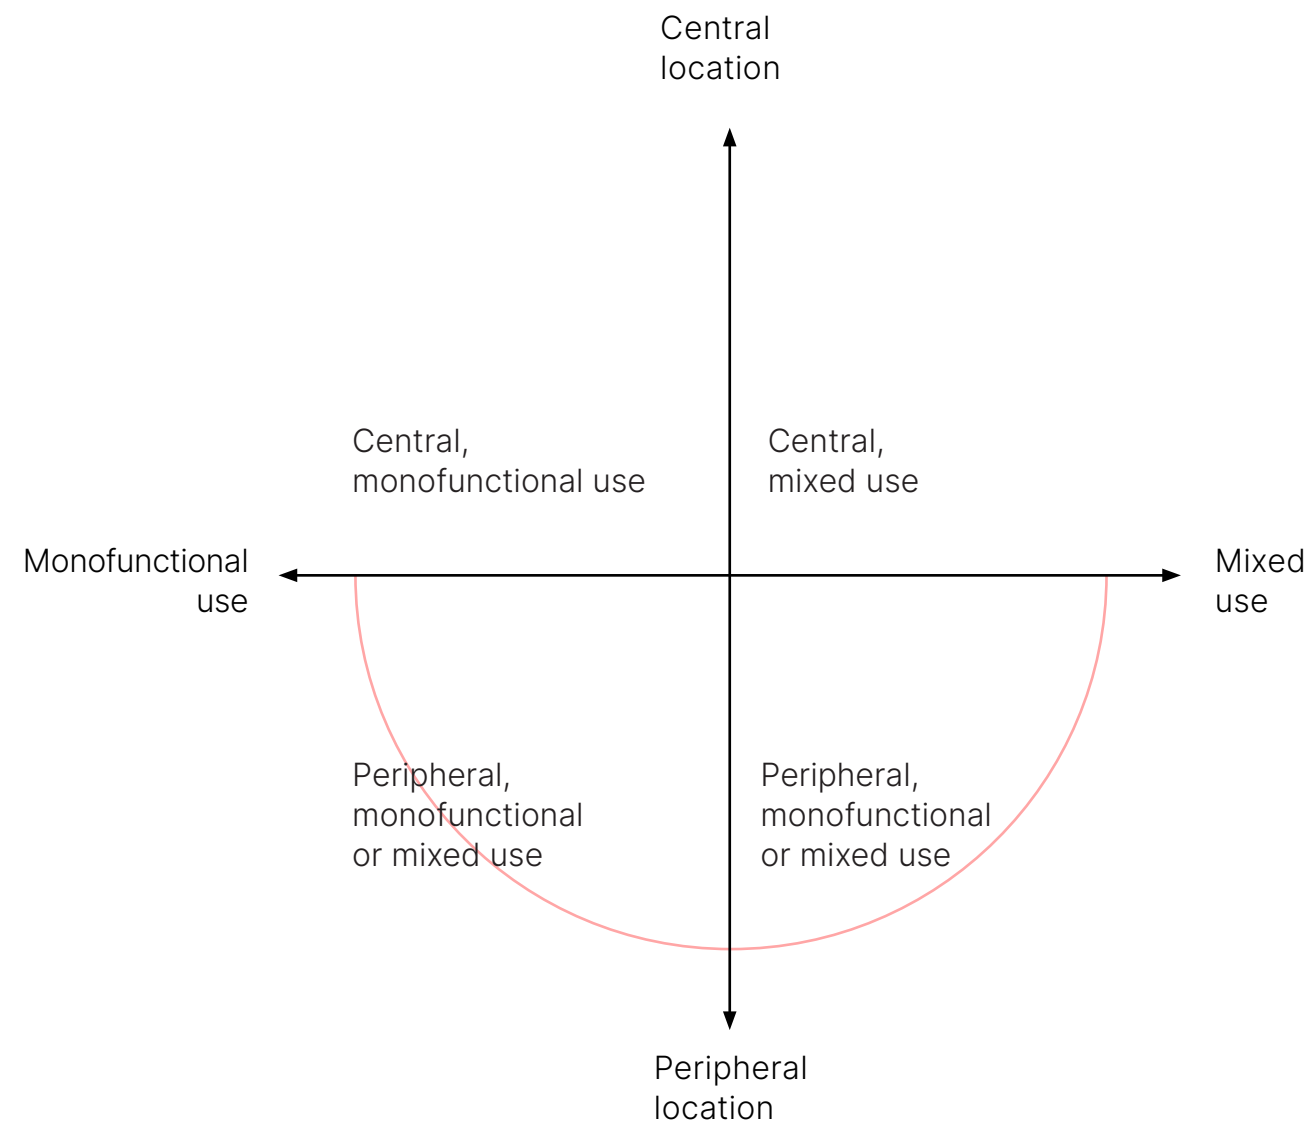 Central
location
Central,
monofunctional use
Central,
mixed use
Monofunctional
use
Mixed
use
Peripheral,
monofunctional
or mixed use
Peripheral,
monofunctional
or mixed use
Peripheral
location